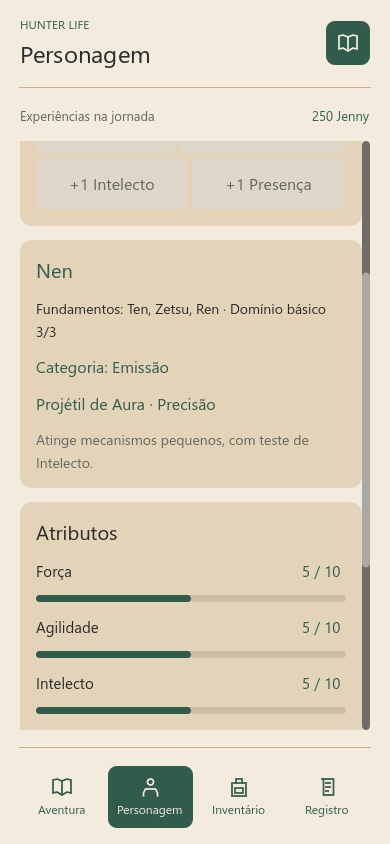 HUNTER LIFE
Personagem
Experiências na jornada
250 Jenny
+1 Intelecto
+1 Presença
Nen
Fundamentos: Ten, Zetsu, Ren · Domínio básico
3/3
Categoria: Emissão
Projétil de Aura · Precisão
Atinge mecanismos pequenos, com teste de
Intelecto.
Atributos
Força
5 / 10
Agilidade
5 / 10
Intelecto
5 / 10
Aventura
Personagem
Inventário
Registro